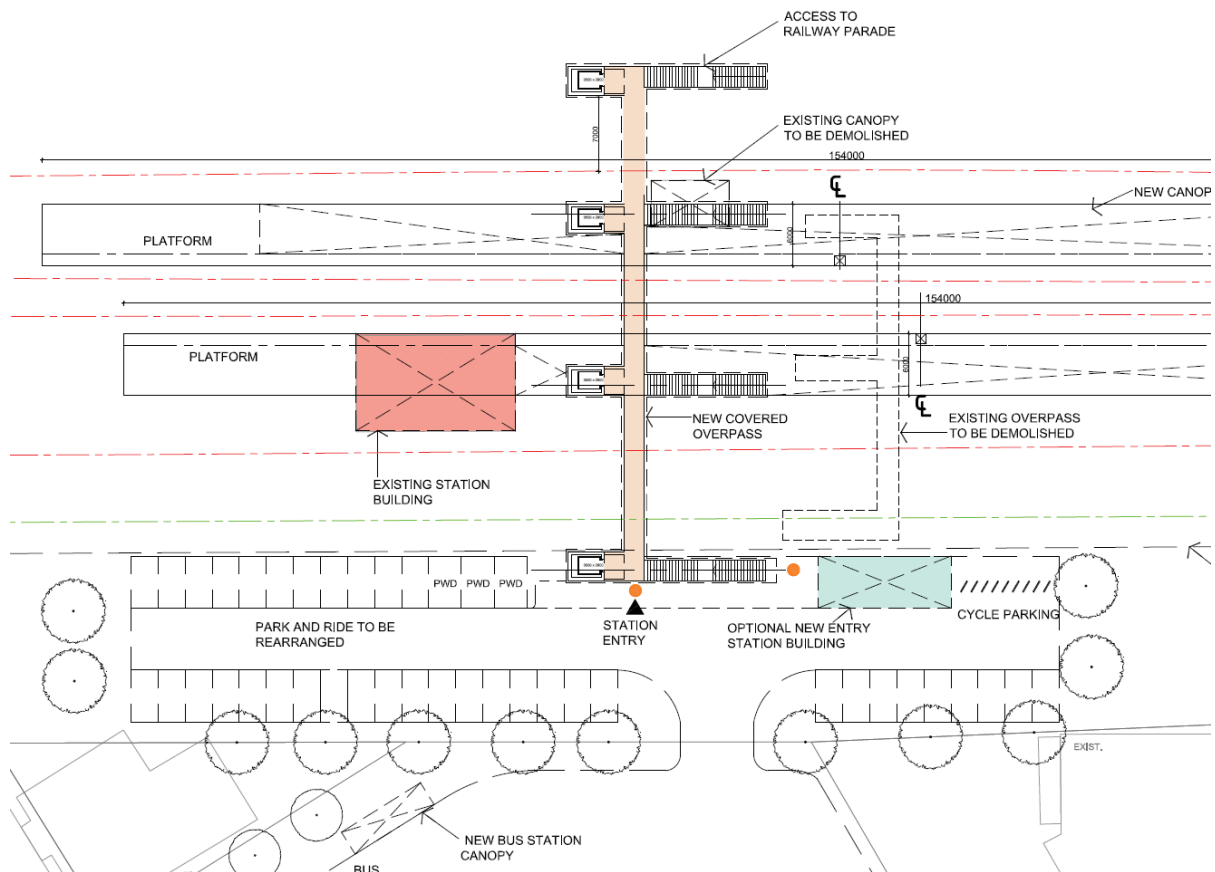 ACCESS TO
RAILWAY PARADE
EXISTING CANOPY
TO BE DEMOLISHED
7000
154000
NEW CANOP
PLATFORM
6000
154000
PLATFORM
6000
NEW COVERED
OVERPASS
EXISTING OVERPASS
TO BE DEMOLISHED
EXISTING STATION
BUILDING
PWD PWD PWD
CYCLE PARKING
PARK AND RIDE TO BE
REARRANGED
STATION
ENTRY
OPTIONAL NEW ENTRY
STATION BUILDING
EXIST.
NEW BUS STATION
CANOPY
BUS